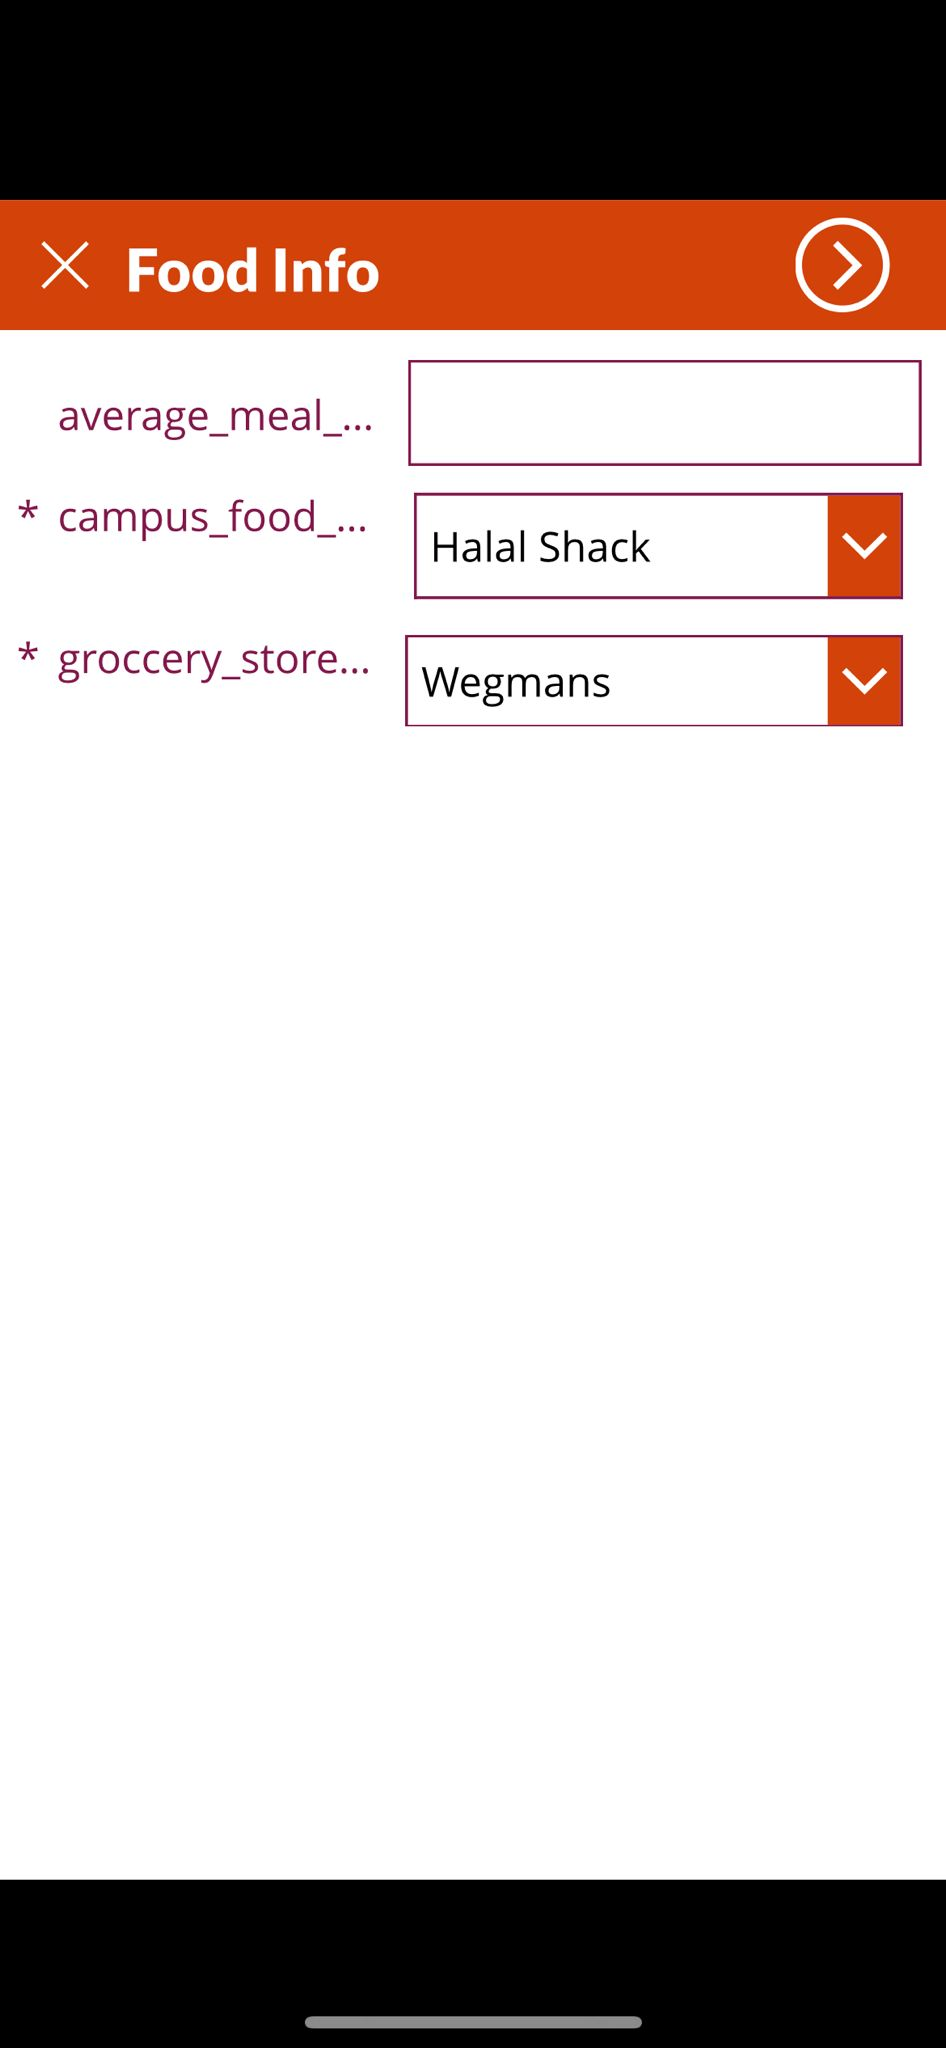 Food Info
average_meal_...
* campus_food_...
Halal Shack
* groccery_store...
Wegmans